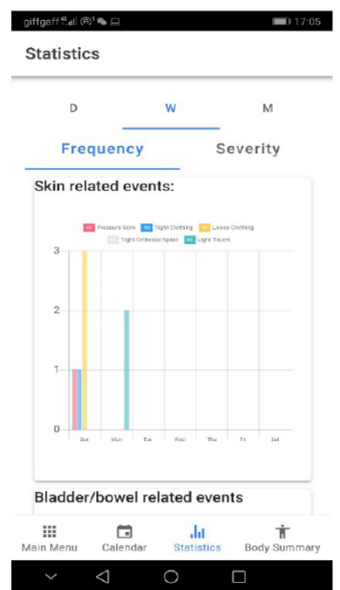 giffgaff 17:05
Statistics
D W M
Frequency Severity
Skin related events:
Pressure Sore Tight Clothing Loose Clothing
Tight Orthosis/Splint Light Touch
3
2
1
0
Sun Mon Tue Wed Thu Fri Sat
Bladder/bowel related events
Main Menu Calendar Statistics Body Summary